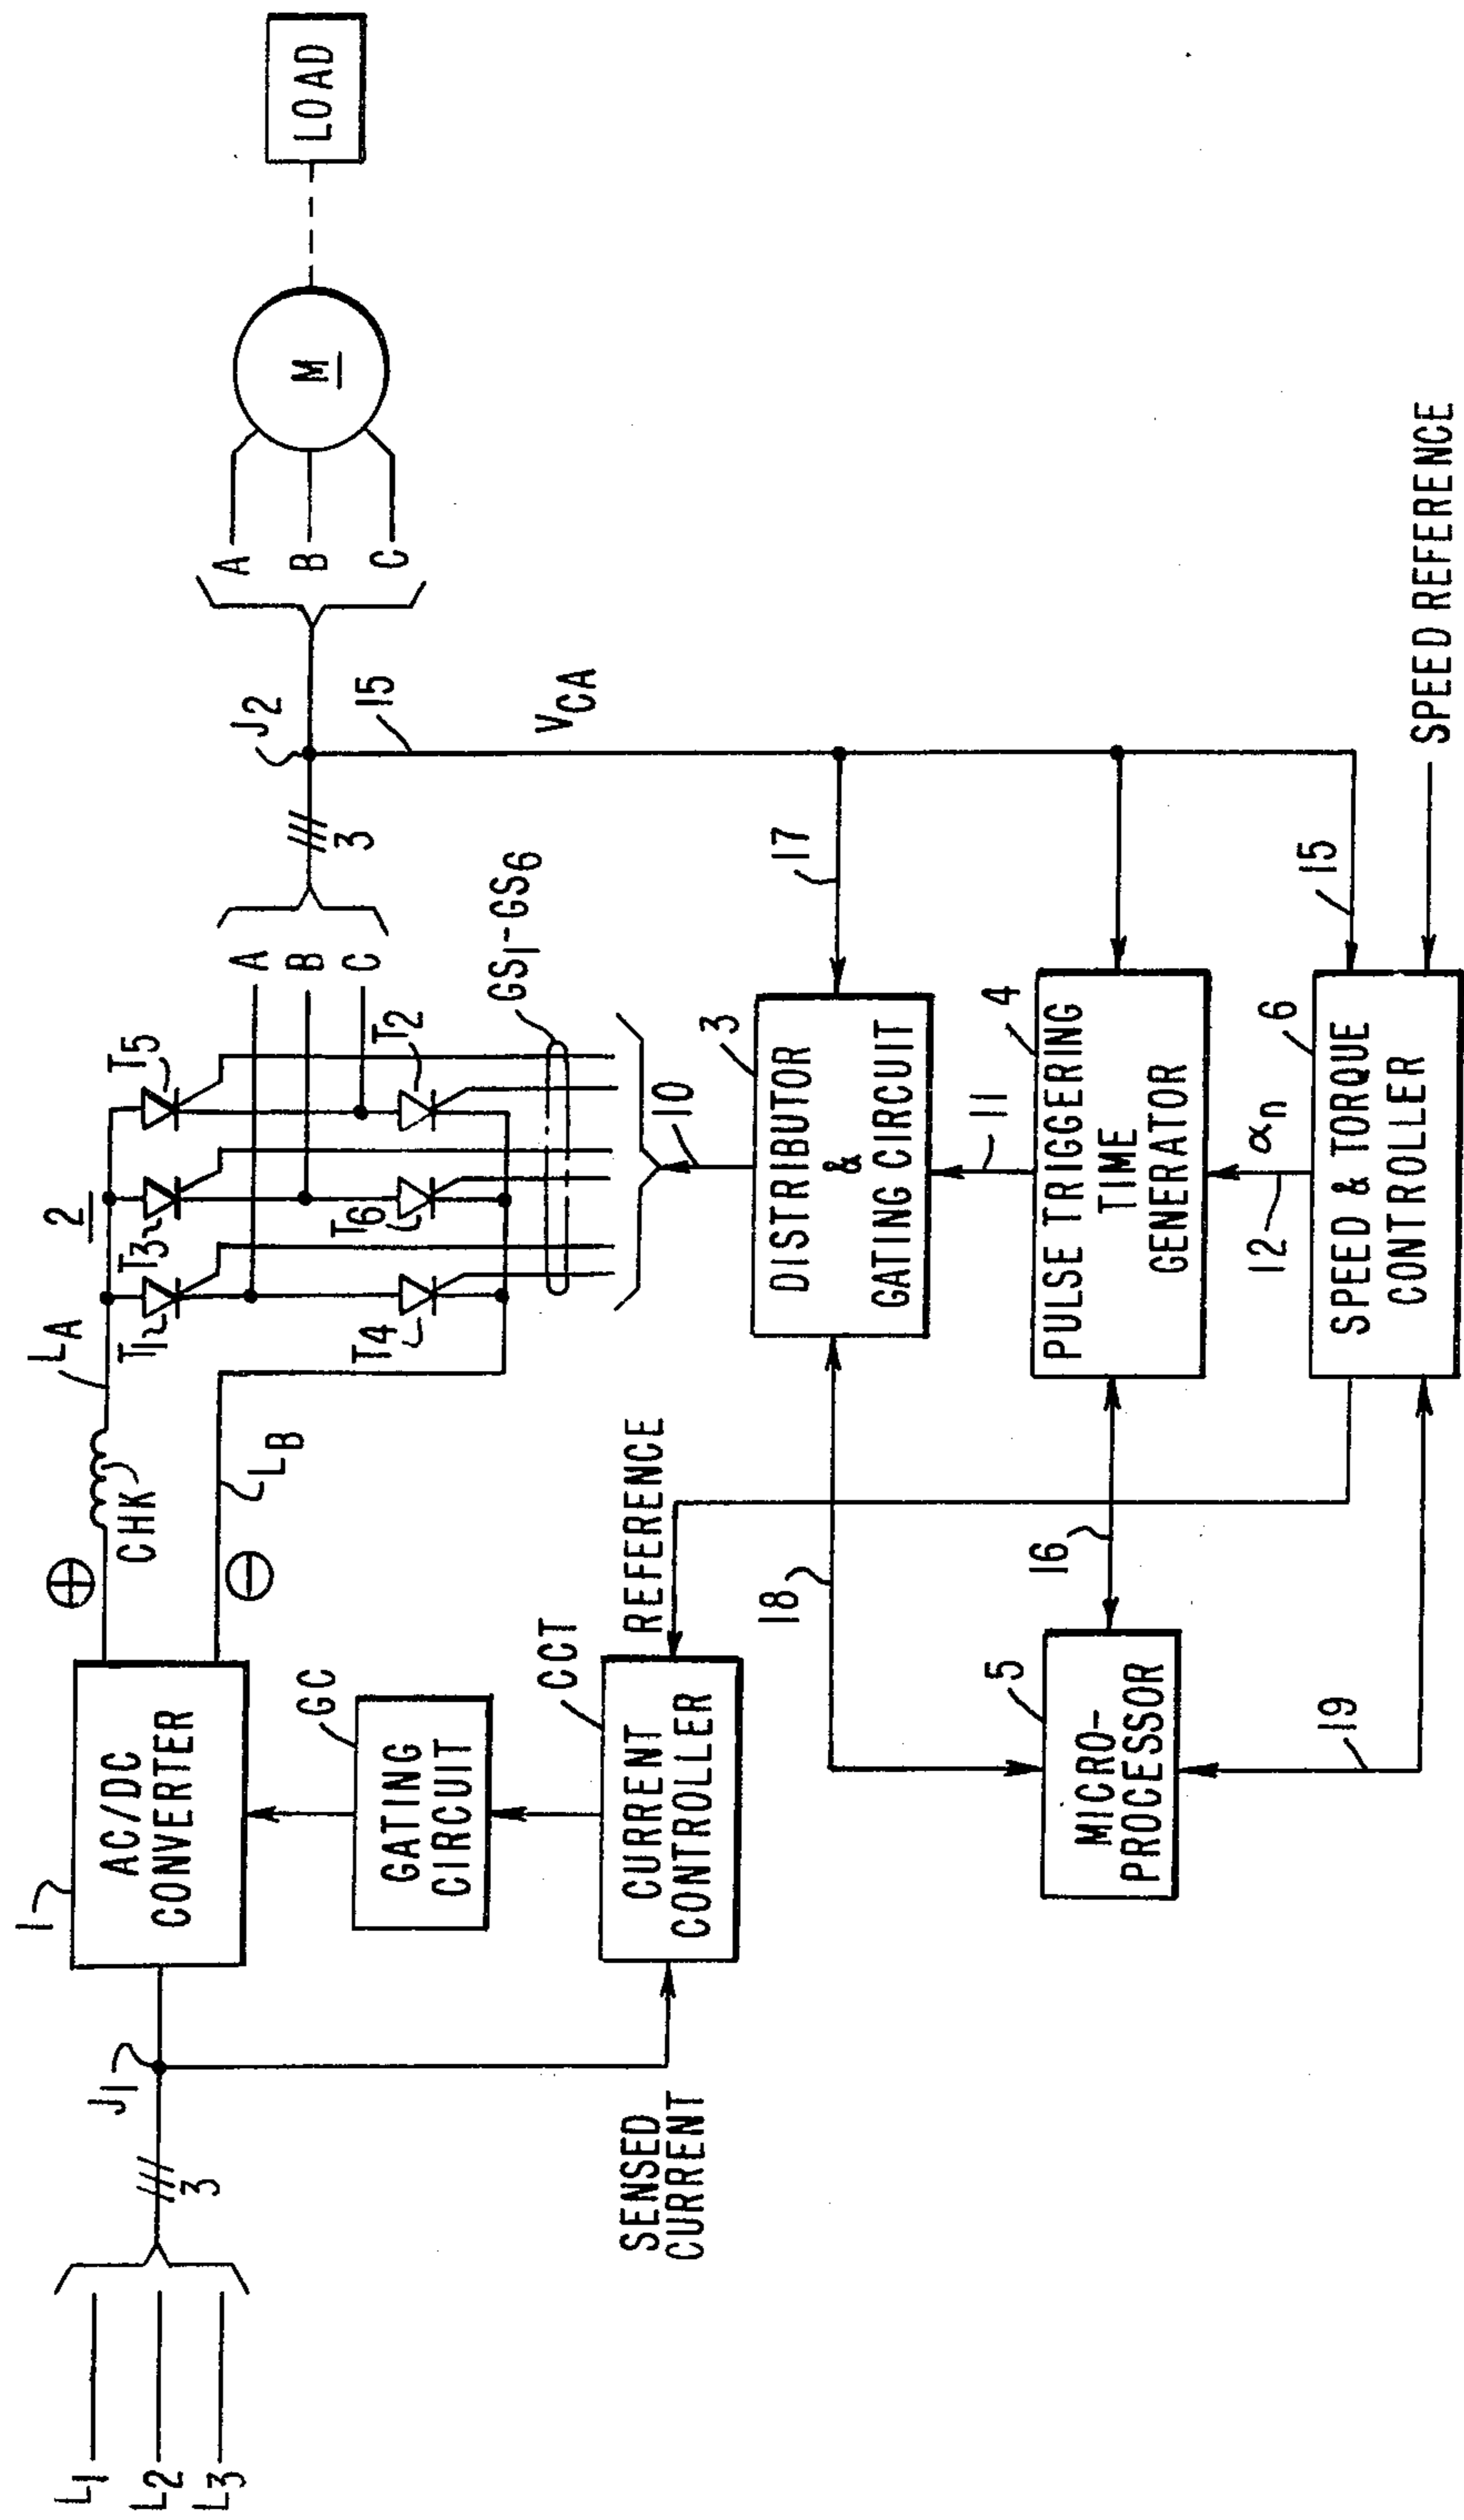 L1
L2
L3
3
J1
1
AC/DC
CONVERTER
⊕
⊖
CHK
LA
LB
2
T1
T3
T5
T4
T6
T2
A
B
C
3
J2
15
VCA
A
B
C
M
LOAD
GC
GATING
CIRCUIT
CCT
CURRENT
CONTROLLER
SENSED
CURRENT
REFERENCE
GS1-GS6
10
3
DISTRIBUTOR
&
GATING CIRCUIT
17
18
11
4
PULSE TRIGGERING
TIME
GENERATOR
16
5
MICRO-
PROCESSOR
12
αn
6
SPEED & TORQUE
CONTROLLER
15
19
SPEED REFERENCE